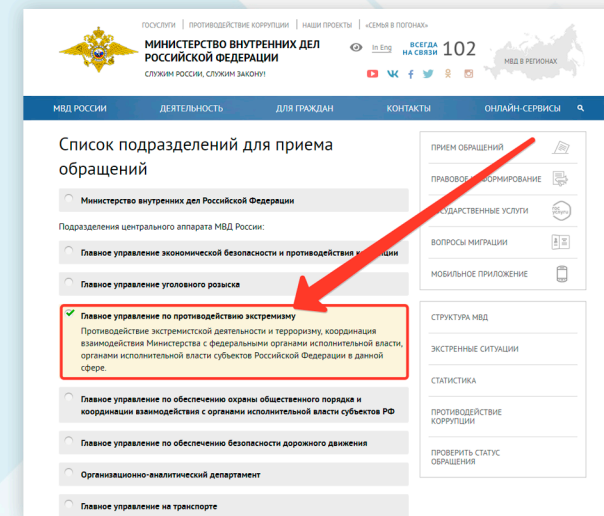 ГОСУСЛУГИ | ПРОТИВОДЕЙСТВИЕ КОРРУПЦИИ | НАШИ ПРОЕКТЫ | «СЕМЬЯ В ПОГОНАХ»
МИНИСТЕРСТВО ВНУТРЕННИХ ДЕЛ
РОССИЙСКОЙ ФЕДЕРАЦИИ
СЛУЖИМ РОССИИ, СЛУЖИМ ЗАКОНУ!
In Eng
ВСЕГДА
НА СВЯЗИ 102
МВД В РЕГИОНАХ
МВД РОССИИ ДЕЯТЕЛЬНОСТЬ ДЛЯ ГРАЖДАН КОНТАКТЫ ОНЛАЙН-СЕРВИСЫ
Список подразделений для приема
обращений
Министерство внутренних дел Российской Федерации
Подразделения центрального аппарата МВД России:
Главное управление экономической безопасности и противодействия
Главное управление уголовного розыска
Главное управление по противодействию экстремизму
Противодействие экстремистской деятельности и терроризму, координация
взаимодействия Министерства с федеральными органами исполнительной власти,
органами исполнительной власти субъектов Российской Федерации в данной
сфере.
Главное управление по обеспечению охраны общественного порядка и
координации взаимодействия с органами исполнительной власти субъектов РФ
Главное управление по обеспечению безопасности дорожного движения
Организационно-аналитический департамент
Главное управление на транспорте
ПРИЕМ ОБРАЩЕНИЙ
ПРАВОВОЕ
УСЛУГИ
ВОПРОСЫ МИГРАЦИИ
МОБИЛЬНОЕ ПРИЛОЖЕНИЕ
СТРУКТУРА МВД
ЭКСТРЕННЫЕ СИТУАЦИИ
СТАТИСТИКА
ПРОТИВОДЕЙСТВИЕ
КОРРУПЦИИ
ПРОВЕРИТЬ СТАТУС
ОБРАЩЕНИЯ